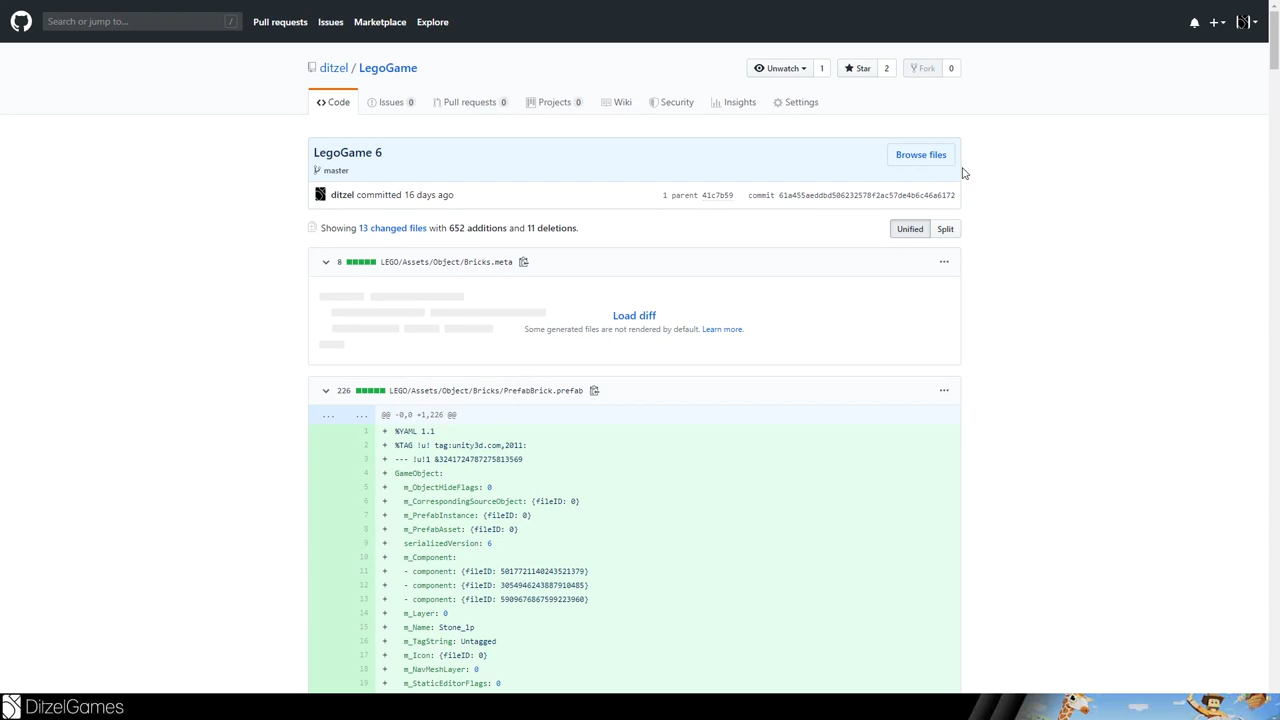 Search or jump to... / Pull requests Issues Marketplace Explore
ditzel / LegoGame Unwatch 1 Star 2 Fork 0
Code Issues 0 Pull requests 0 Projects 0 Wiki Security Insights Settings
LegoGame 6 Browse files
master
ditzel committed 16 days ago 1 parent 41c7b59 commit 61a455aeddbd506232578f2ac57de4b6c46a6172
Showing 13 changed files with 652 additions and 11 deletions. Unified Split
8 LEGO/Assets/Object/Bricks.meta ...
Load diff
Some generated files are not rendered by default. Learn more.
226 LEGO/Assets/Object/Bricks/PrefabBrick.prefab ...
... ... @@ -0,0 +1,226 @@
1 + %YAML 1.1
2 + %TAG !u! tag:unity3d.com,2011:
3 + --- !u!1 &3241724787275813569
4 + GameObject:
5 + m_ObjectHideFlags: 0
6 + m_CorrespondingSourceObject: {fileID: 0}
7 + m_PrefabInstance: {fileID: 0}
8 + m_PrefabAsset: {fileID: 0}
9 + serializedVersion: 6
10 + m_Component:
11 + - component: {fileID: 5017721140243521379}
12 + - component: {fileID: 3054946243887910485}
13 + - component: {fileID: 5909676867599223960}
14 + m_Layer: 0
15 + m_Name: Stone_lp
16 + m_TagString: Untagged
17 + m_Icon: {fileID: 0}
18 + m_NavMeshLayer: 0
19 + m_StaticEditorFlags: 0
DitzelGames